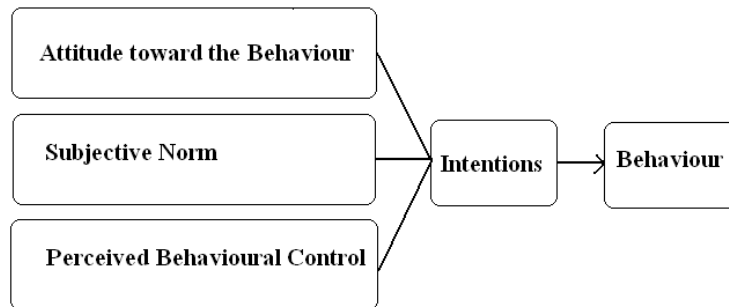 Attitude toward the Behaviour
Subjective Norm
Perceived Behavioural Control
Intentions
Behaviour